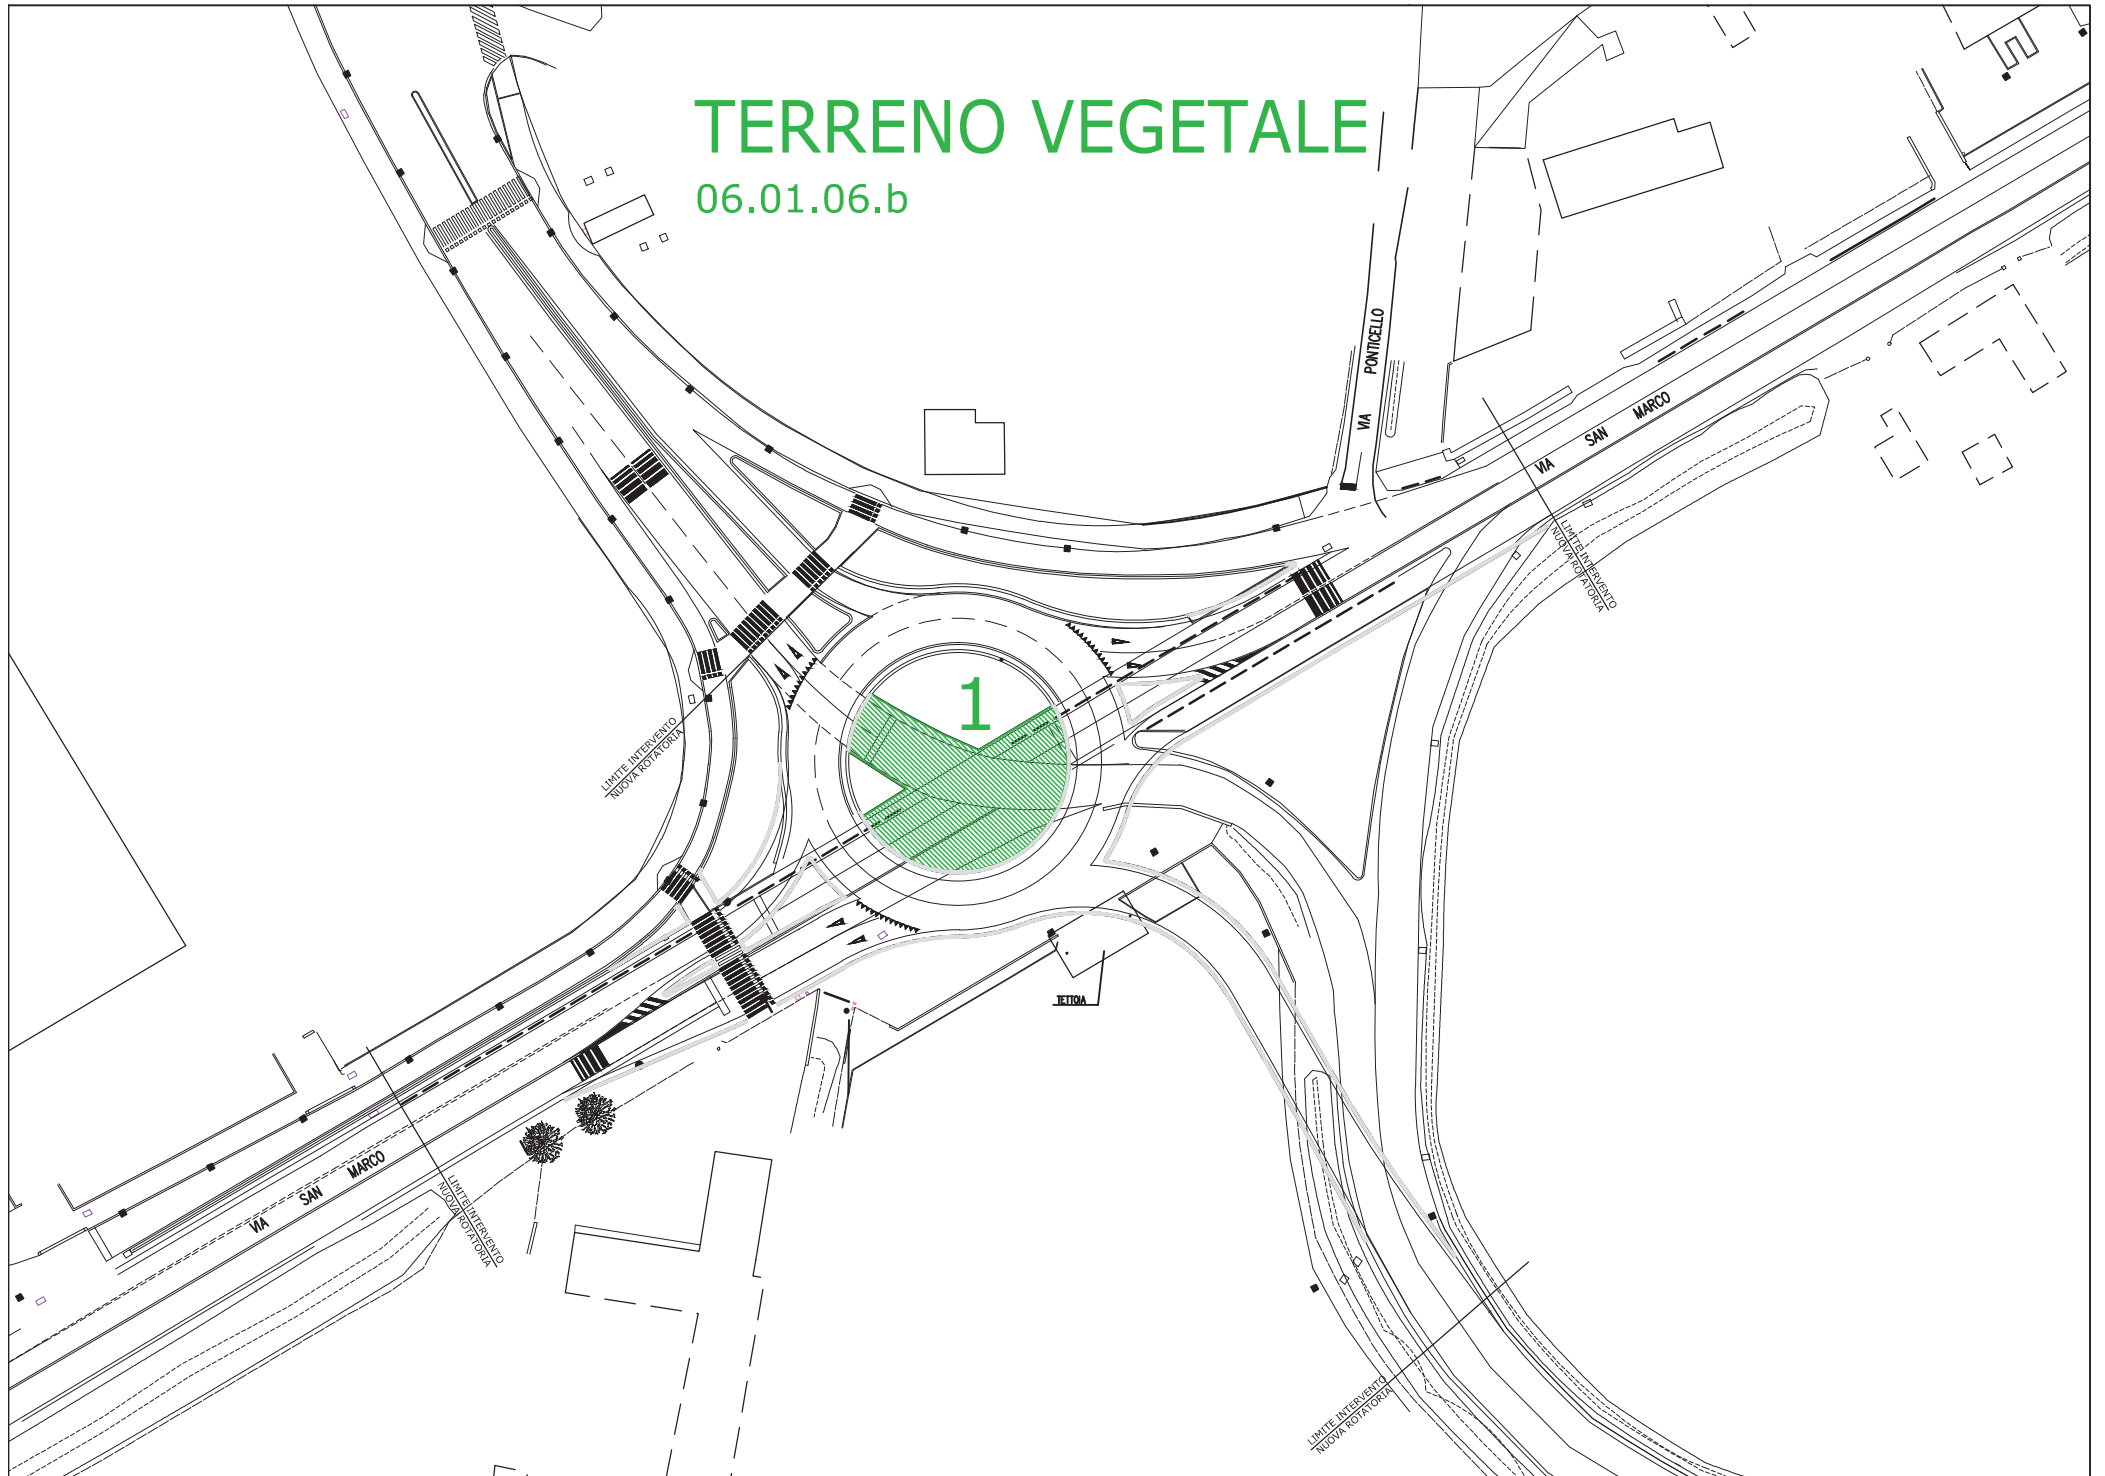 TERRENO VEGETALE
06.01.06.b
VIA PONTICELLO
VIA SAN MARCO
LIMITE INTERVENTO
NUOVA ROTATORIA
1
LIMITE INTERVENTO
NUOVA ROTATORIA
TETTOIA
VIA SAN MARCO
LIMITE INTERVENTO
NUOVA ROTATORIA
LIMITE INTERVENTO
NUOVA ROTATORIA